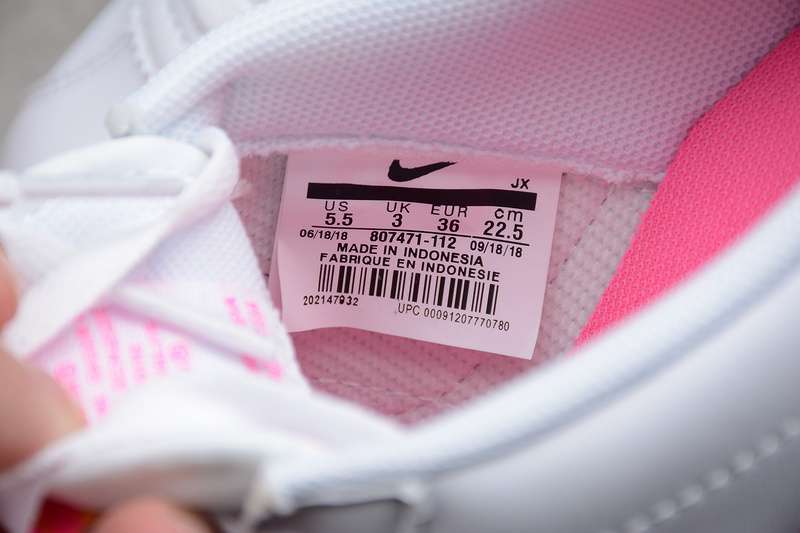 JX
US UK EUR cm
5.5 3 36 22.5
06/18/18 807471-112 09/18/18
MADE IN INDONESIA
FABRIQUE EN INDONESIE
202147932
UPC 00091207770780